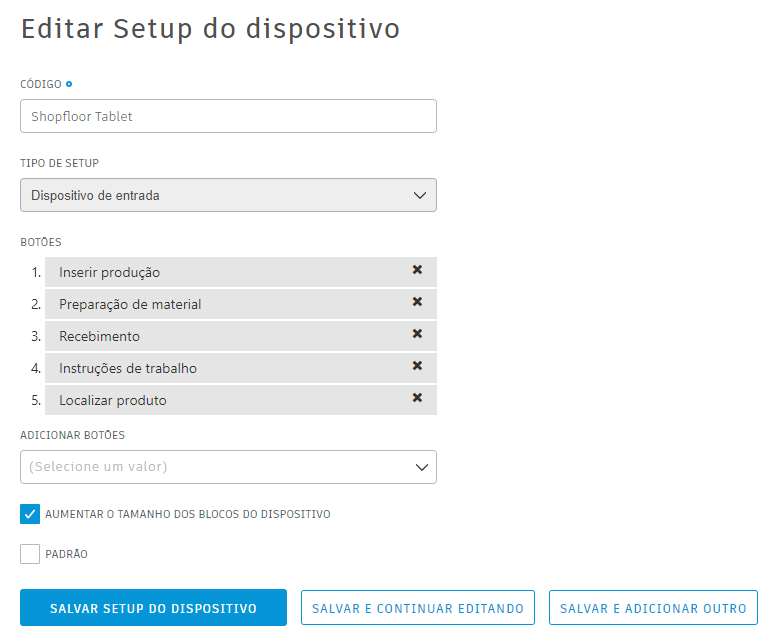 Editar Setup do dispositivo
CÓDIGO
Shopfloor Tablet
TIPO DE SETUP
Dispositivo de entrada
BOTÕES
1. Inserir produção
2. Preparação de material
3. Recebimento
4. Instruções de trabalho
5. Localizar produto
ADICIONAR BOTÕES
(Selecione um valor)
AUMENTAR O TAMANHO DOS BLOCOS DO DISPOSITIVO
PADRÃO
SALVAR SETUP DO DISPOSITIVO SALVAR E CONTINUAR EDITANDO SALVAR E ADICIONAR OUTRO